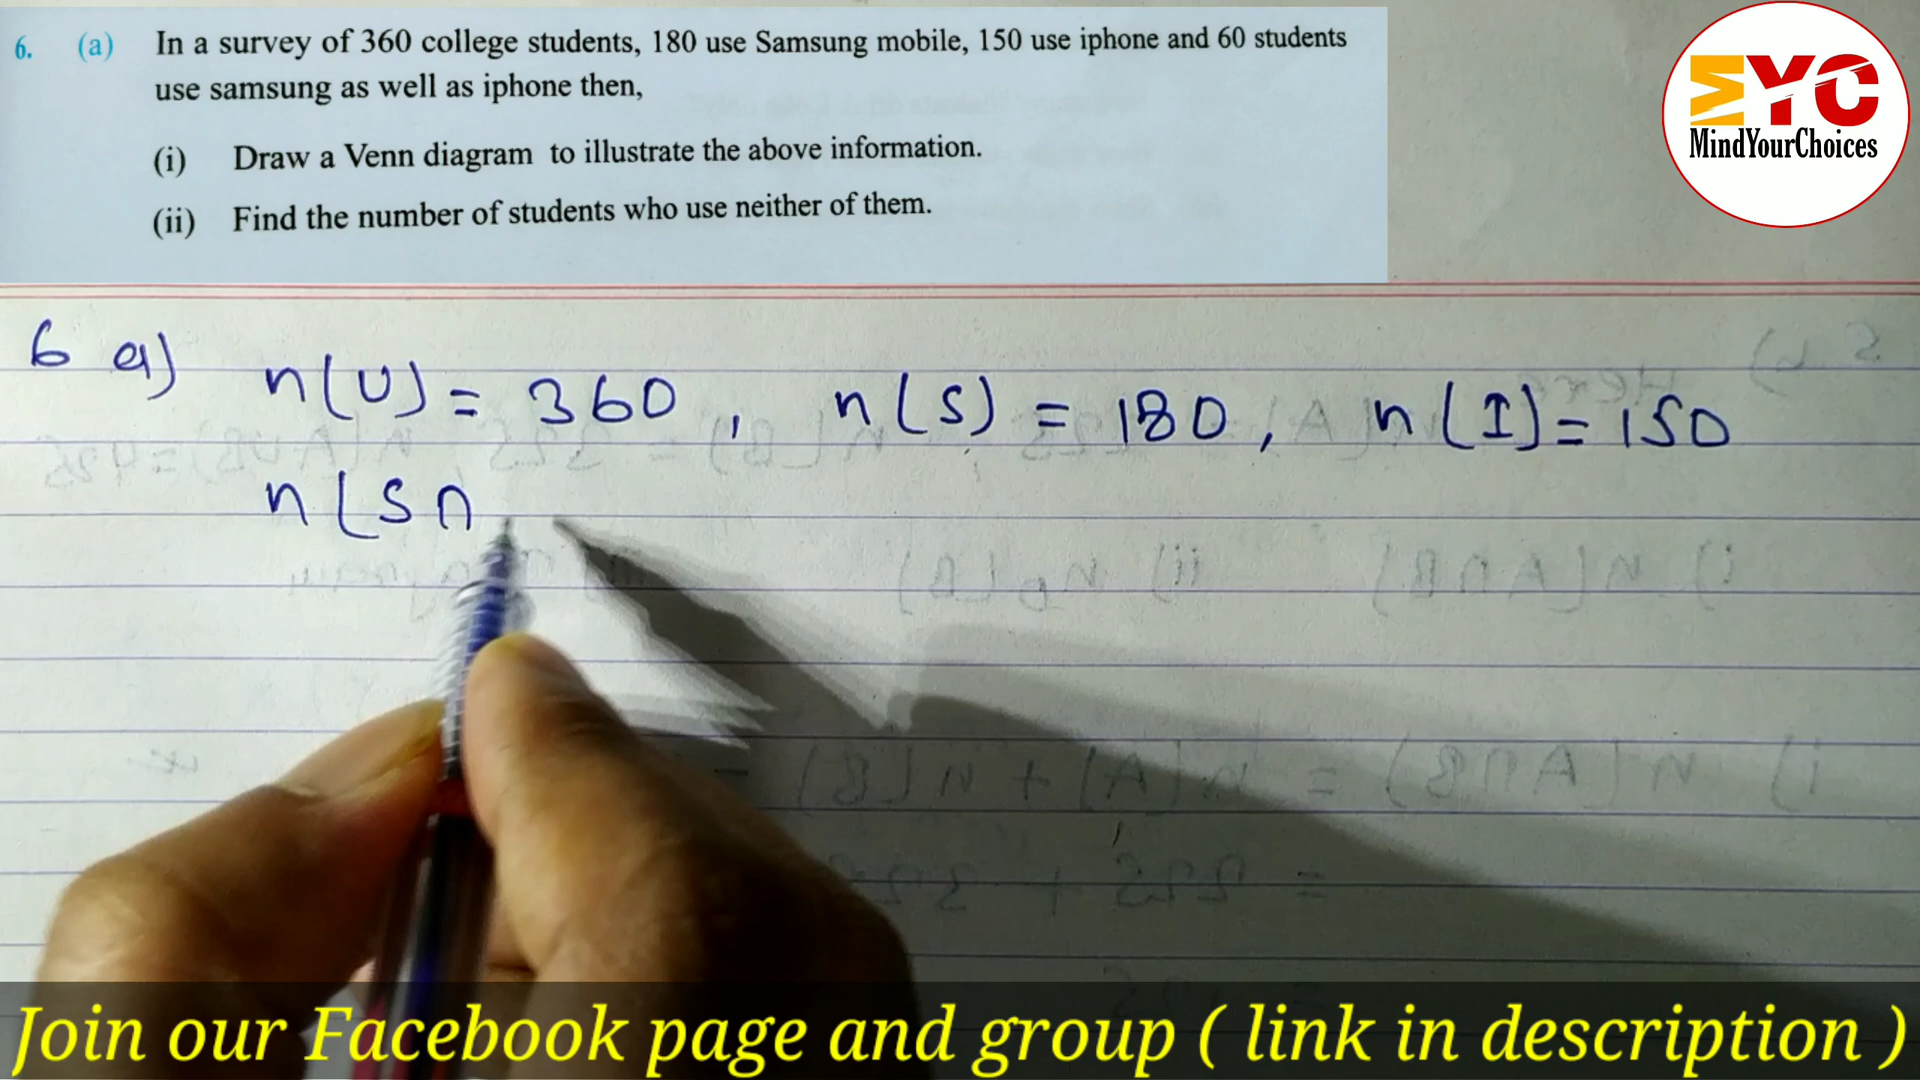 6. (a) In a survey of 360 college students, 180 use Samsung mobile, 150 use iphone and 60 students
use samsung as well as iphone then,
(i) Draw a Venn diagram to illustrate the above information.
(ii) Find the number of students who use neither of them.
MYC
MindYourChoices
6 a) n(U) = 360, n(S) = 180, n(I) = 150
n(S∩
Join our Facebook page and group ( link in description )